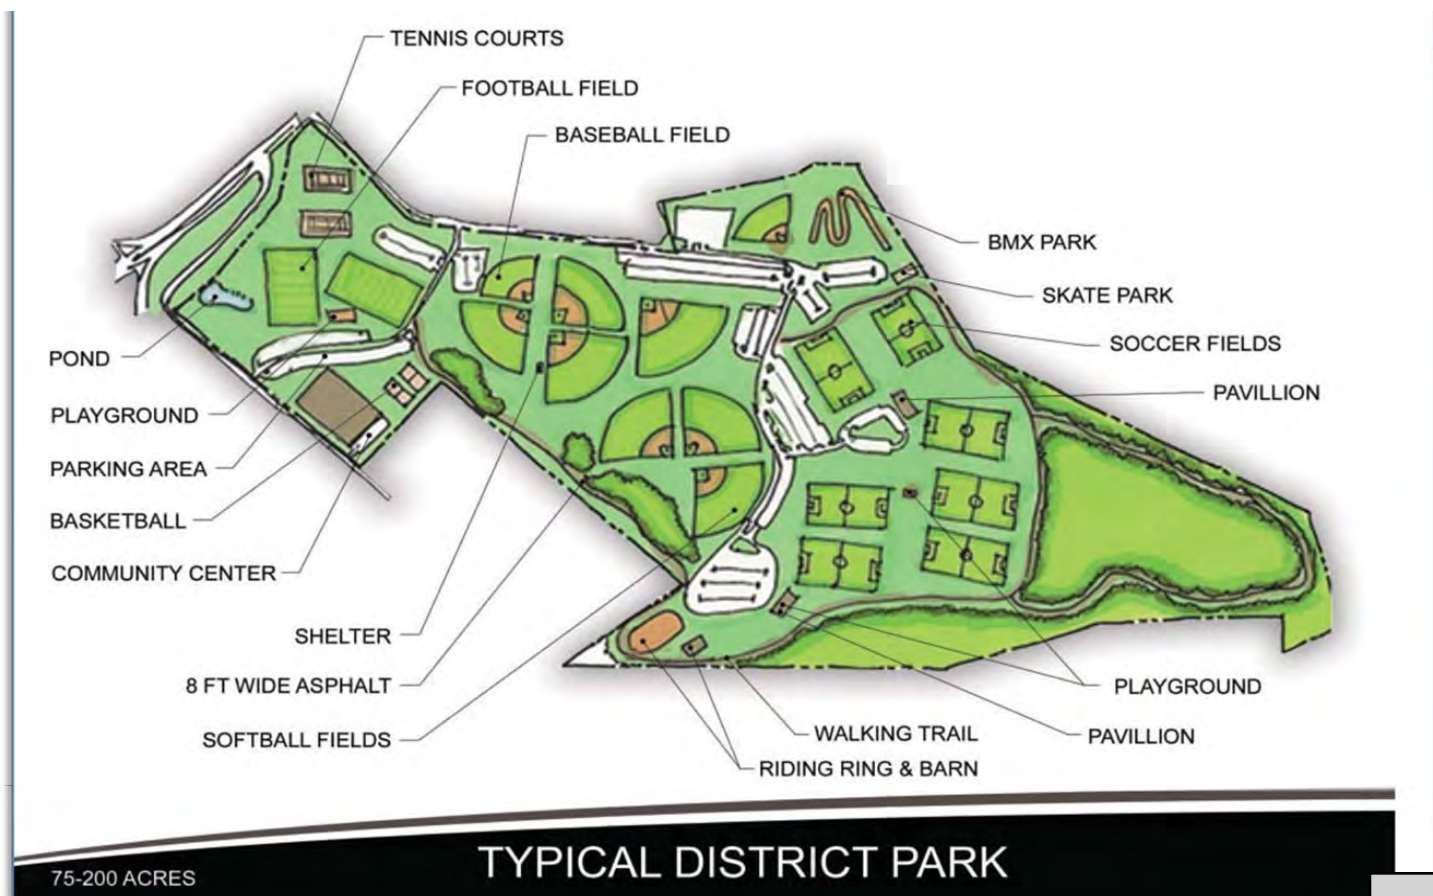 TENNIS COURTS
FOOTBALL FIELD
BASEBALL FIELD
BMX PARK
SKATE PARK
SOCCER FIELDS
PAVILLION
POND
PLAYGROUND
PARKING AREA
BASKETBALL
COMMUNITY CENTER
SHELTER
8 FT WIDE ASPHALT
SOFTBALL FIELDS
PLAYGROUND
PAVILLION
WALKING TRAIL
RIDING RING & BARN
TYPICAL DISTRICT PARK
75-200 ACRES